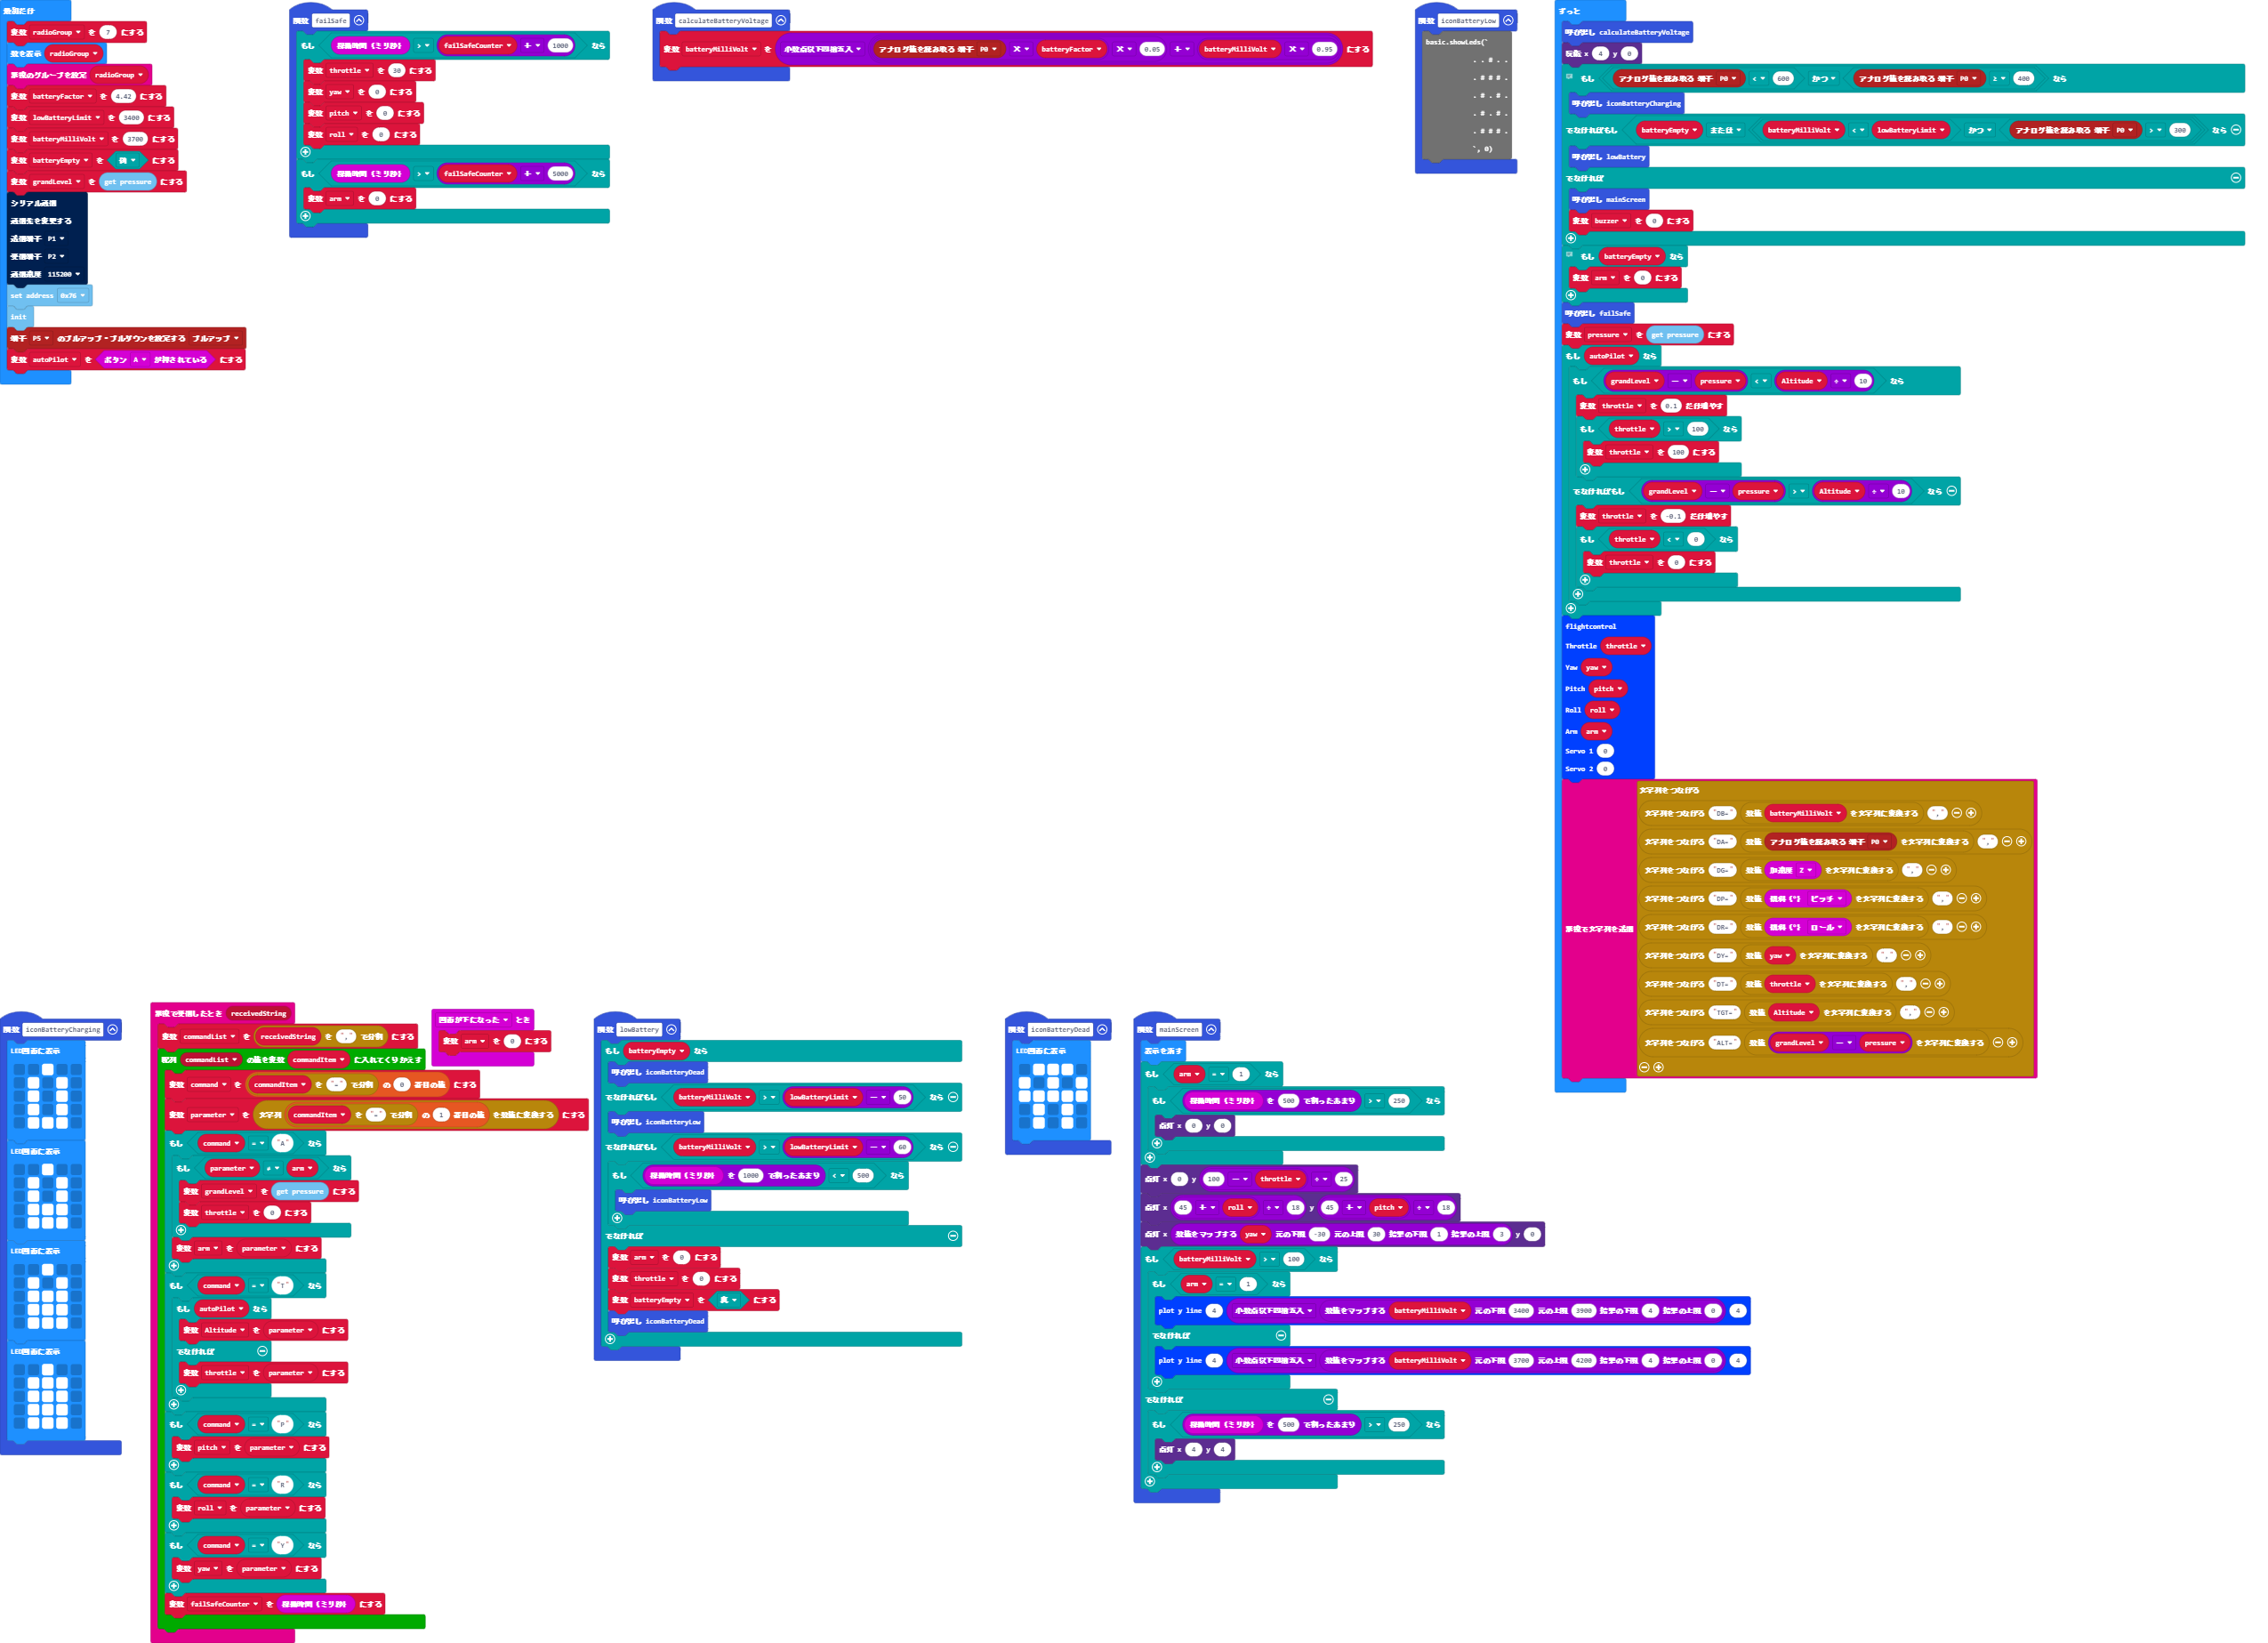 最初だけ
変数 radioGroup を 7 にする
数を表示 radioGroup
無線のグループを設定 radioGroup
変数 batteryFactor を 4.42 にする
変数 lowBatteryLimit を 3400 にする
変数 batteryMilliVolt を 3700 にする
変数 batteryEmpty を 偽 にする
変数 grandLevel を get pressure にする
シリアル通信
通信先を変更する
送信端子 P1
受信端子 P2
通信速度 115200
set address 0x76
init
端子 P5 のプルアップ・プルダウンを設定する プルアップ
変数 autoPilot を ボタン A が押されている にする
関数 failSafe
もし 稼働時間（ミリ秒） > failSafeCounter + 1000 なら
変数 throttle を 30 にする
変数 yaw を 0 にする
変数 pitch を 0 にする
変数 roll を 0 にする
もし 稼働時間（ミリ秒） > failSafeCounter + 5000 なら
変数 arm を 0 にする
関数 calculateBatteryVoltage
変数 batteryMilliVolt を 小数点以下四捨五入 アナログ値を読み取る 端子 P0 × batteryFactor × 0.05 + batteryMilliVolt × 0.95 にする
関数 iconBatteryLow
basic.showLeds(`
. . # . .
. # # # .
. # . # .
. # . # .
. # # # .
`, 0)
ずっと
呼び出し calculateBatteryVoltage
反転 x 4 y 0
もし アナログ値を読み取る 端子 P0 < 600 かつ アナログ値を読み取る 端子 P0 ≥ 400 なら
呼び出し iconBatteryCharging
でなければもし batteryEmpty または batteryMilliVolt < lowBatteryLimit かつ アナログ値を読み取る 端子 P0 > 300 なら
呼び出し lowBattery
でなければ
呼び出し mainScreen
変数 buzzer を 0 にする
もし batteryEmpty なら
変数 arm を 0 にする
呼び出し failSafe
変数 pressure を get pressure にする
もし autoPilot なら
もし grandLevel - pressure < Altitude ÷ 10 なら
変数 throttle を 0.1 だけ増やす
もし throttle > 100 なら
変数 throttle を 100 にする
でなければもし grandLevel - pressure > Altitude ÷ 10 なら
変数 throttle を -0.1 だけ増やす
もし throttle < 0 なら
変数 throttle を 0 にする
flightcontrol
Throttle throttle
Yaw yaw
Pitch pitch
Roll roll
Arm arm
Servo 1 0
Servo 2 0
無線で文字列を送信
文字列をつなげる
文字列をつなげる "DB=" 数値 batteryMilliVolt を文字列に変換する ","
文字列をつなげる "DA=" 数値 アナログ値を読み取る 端子 P0 を文字列に変換する ","
文字列をつなげる "DG=" 数値 加速度 Z を文字列に変換する ","
文字列をつなげる "DP=" 数値 傾斜（°） ピッチ を文字列に変換する ","
文字列をつなげる "DR=" 数値 傾斜（°） ロール を文字列に変換する ","
文字列をつなげる "DY=" 数値 yaw を文字列に変換する ","
文字列をつなげる "DT=" 数値 throttle を文字列に変換する ","
文字列をつなげる "TGT=" 数値 Altitude を文字列に変換する ","
文字列をつなげる "ALT=" 数値 grandLevel - pressure を文字列に変換する
関数 iconBatteryCharging
LED画面に表示
LED画面に表示
LED画面に表示
LED画面に表示
無線で受信したとき receivedString
変数 commandList を receivedString を "," で分割 にする
配列 commandList の値を変数 commandItem に入れてくりかえす
変数 command を commandItem を "=" で分割 の 0 番目の値 にする
変数 parameter を 文字列 commandItem を "=" で分割 の 1 番目の値 を数値に変換する にする
もし command = "A" なら
もし parameter ≠ arm なら
変数 grandLevel を get pressure にする
変数 throttle を 0 にする
変数 arm を parameter にする
もし command = "T" なら
もし autoPilot なら
変数 Altitude を parameter にする
でなければ
変数 throttle を parameter にする
もし command = "P" なら
変数 pitch を parameter にする
もし command = "R" なら
変数 roll を parameter にする
もし command = "Y" なら
変数 yaw を parameter にする
変数 failSafeCounter を 稼働時間（ミリ秒） にする
画面が下になった とき
変数 arm を 0 にする
関数 lowBattery
もし batteryEmpty なら
呼び出し iconBatteryDead
でなければもし batteryMilliVolt > lowBatteryLimit - 50 なら
呼び出し iconBatteryLow
でなければもし batteryMilliVolt > lowBatteryLimit - 60 なら
もし 稼働時間（ミリ秒） を 1000 で割ったあまり < 500 なら
呼び出し iconBatteryLow
でなければ
変数 arm を 0 にする
変数 throttle を 0 にする
変数 batteryEmpty を 真 にする
呼び出し iconBatteryDead
関数 iconBatteryDead
LED画面に表示
関数 mainScreen
表示を消す
もし arm = 1 なら
もし 稼働時間（ミリ秒） を 500 で割ったあまり > 250 なら
点灯 x 0 y 0
点灯 x 0 y 100 - throttle ÷ 25
点灯 x 45 + roll ÷ 18 y 45 + pitch ÷ 18
点灯 x 数値をマップする yaw 元の下限 -30 元の上限 30 結果の下限 1 結果の上限 3 y 0
もし batteryMilliVolt > 100 なら
もし arm = 1 なら
plot y line 4 小数点以下四捨五入 数値をマップする batteryMilliVolt 元の下限 3400 元の上限 3900 結果の下限 4 結果の上限 0 4
でなければ
plot y line 4 小数点以下四捨五入 数値をマップする batteryMilliVolt 元の下限 3700 元の上限 4200 結果の下限 4 結果の上限 0 4
でなければ
もし 稼働時間（ミリ秒） を 500 で割ったあまり > 250 なら
点灯 x 4 y 4